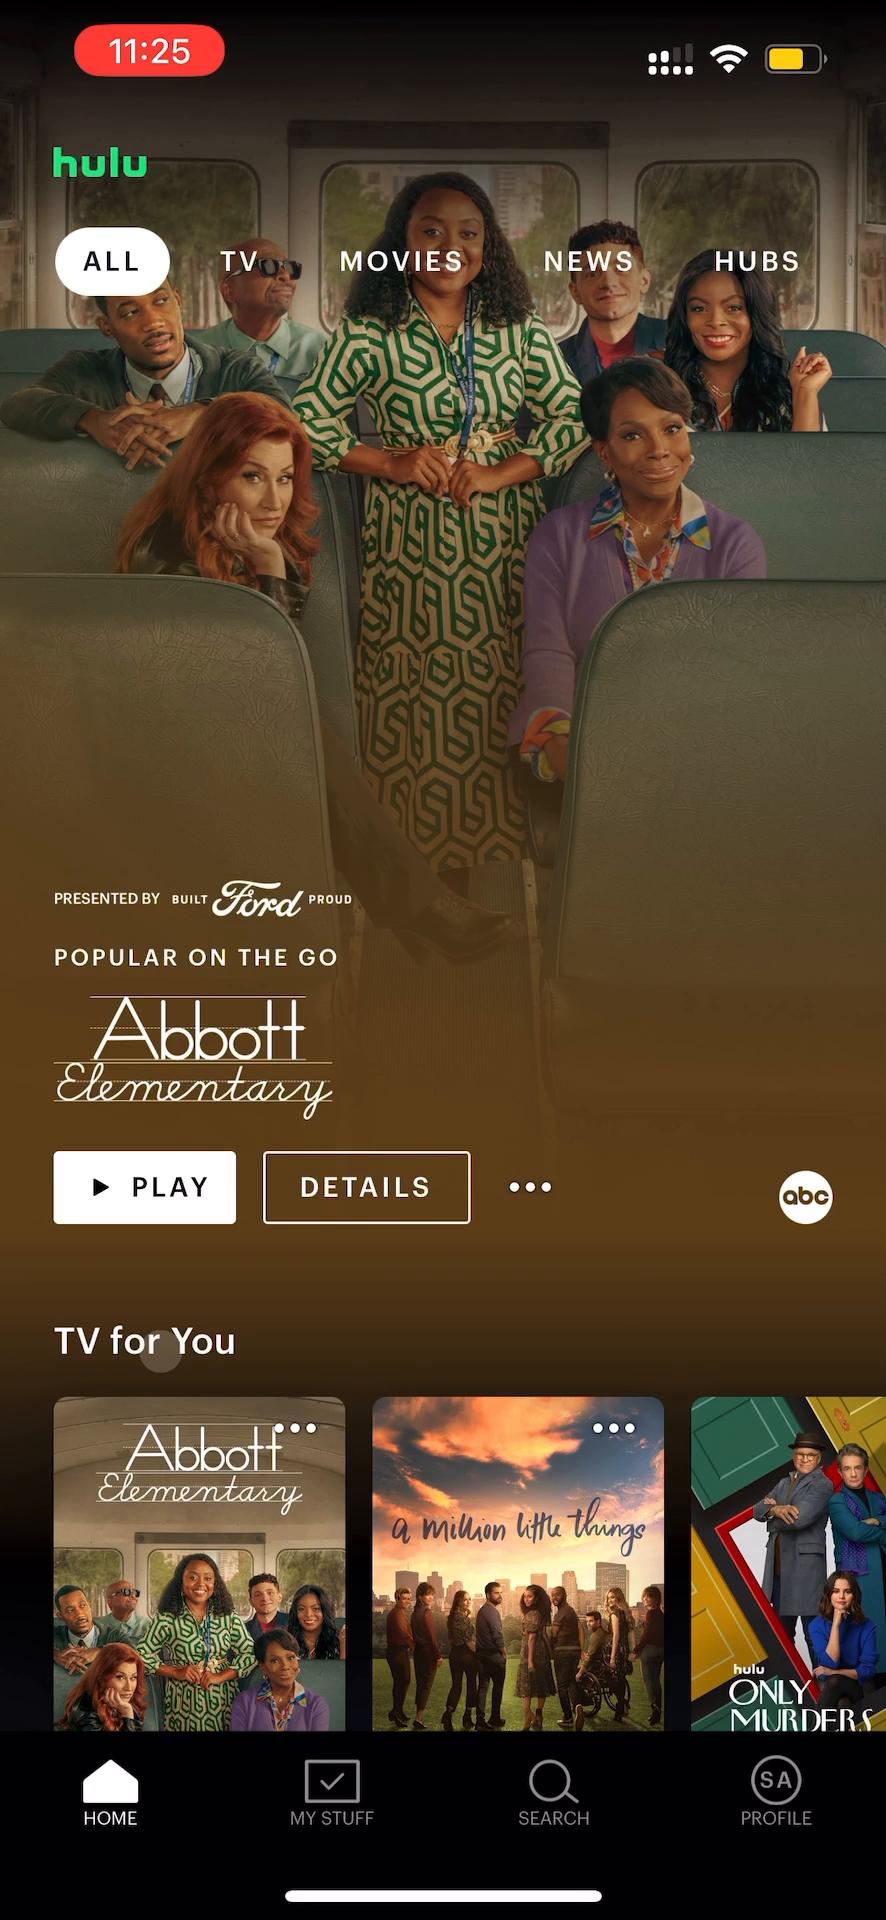 11:25
hulu
ALL TV MOVIES NEWS HUBS
PRESENTED BY BUILT Ford PROUD
POPULAR ON THE GO
Abbott
Elementary
PLAY DETAILS
abc
TV for You
Abbott
Elementary
a million little things
hulu
ONLY
MURDERS
HOME MY STUFF SEARCH SA PROFILE